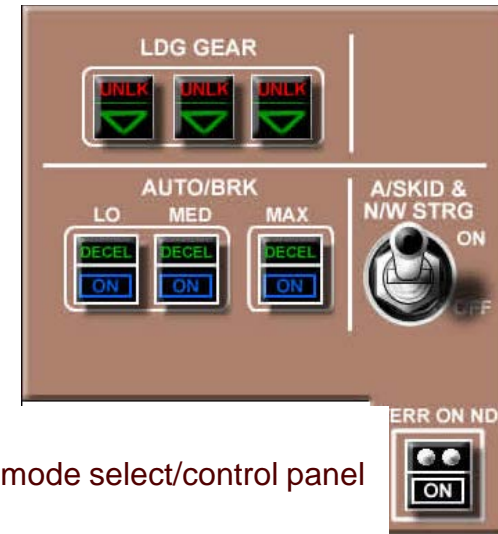 LDG GEAR
UNLK UNLK UNLK
AUTO/BRK
LO MED MAX
DECEL DECEL DECEL
ON ON ON
A/SKID &
N/W STRG
ON
OFF
ERR ON ND
ON
mode select/control panel